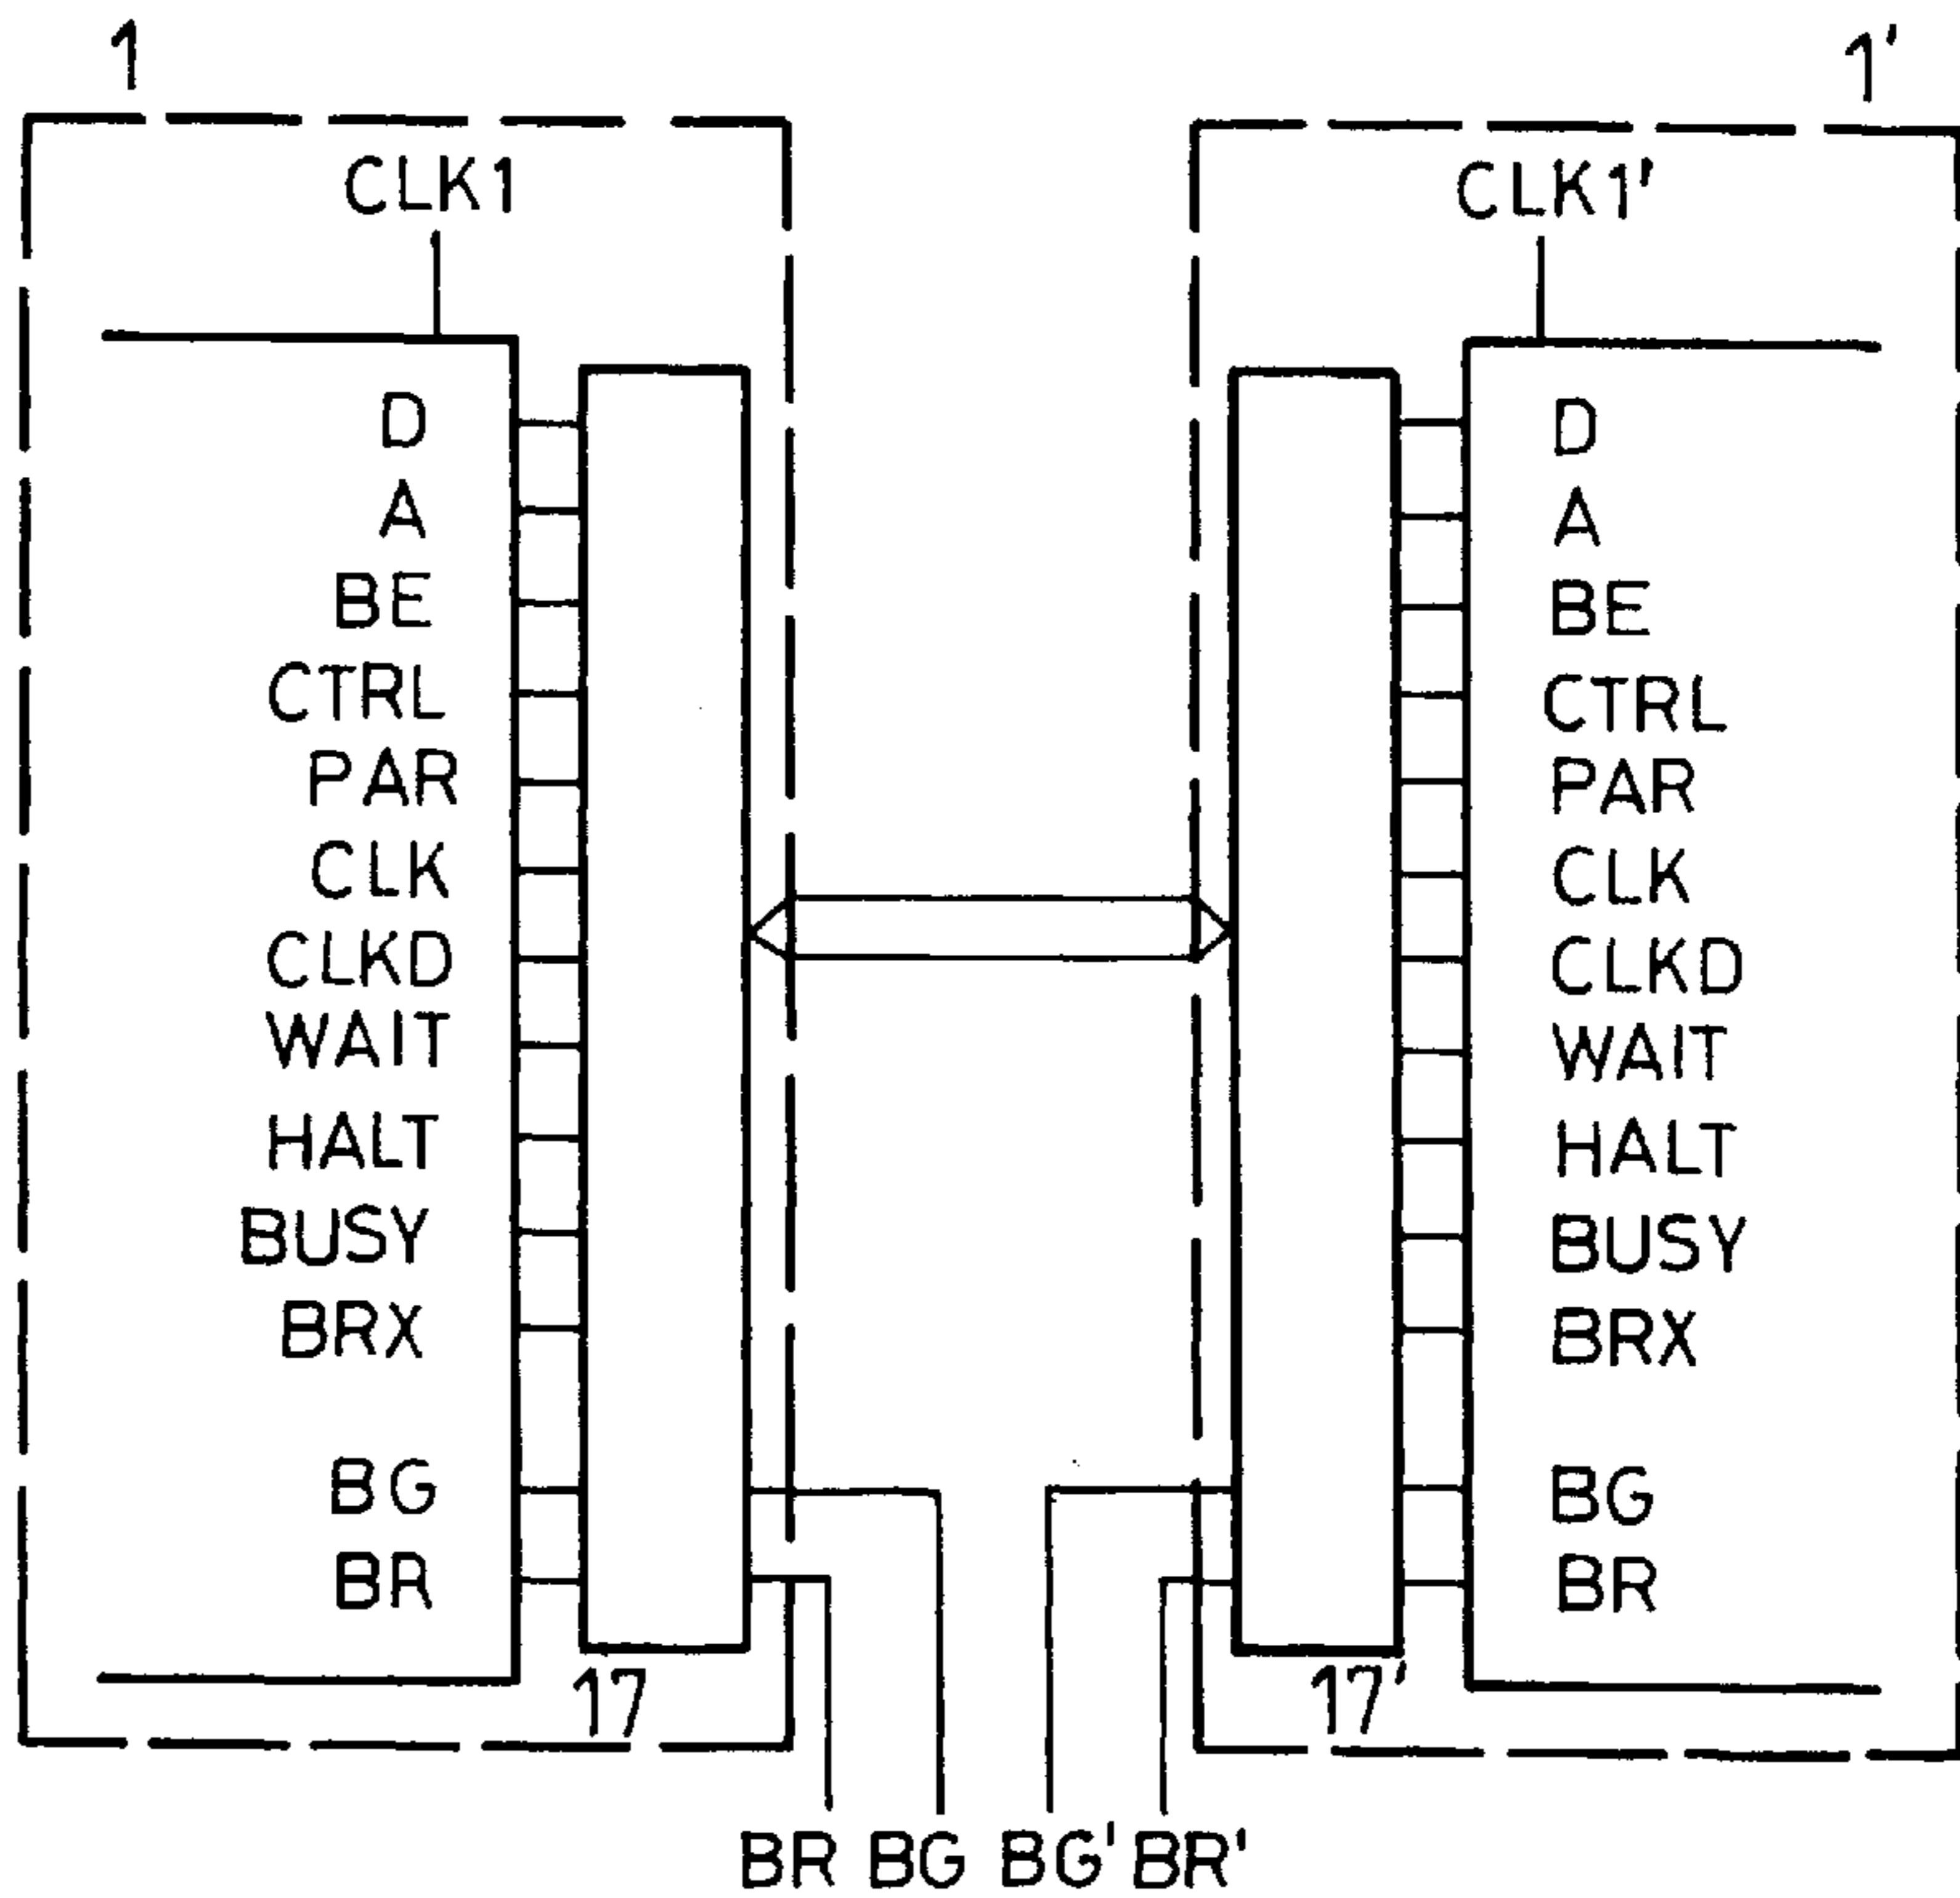 1
1'
CLK1
CLK1'
D
A
BE
CTRL
PAR
CLK
CLKD
WAIT
HALT
BUSY
BRX
BG
BR
17
D
A
BE
CTRL
PAR
CLK
CLKD
WAIT
HALT
BUSY
BRX
BG
BR
17'
BR BG BG' BR'